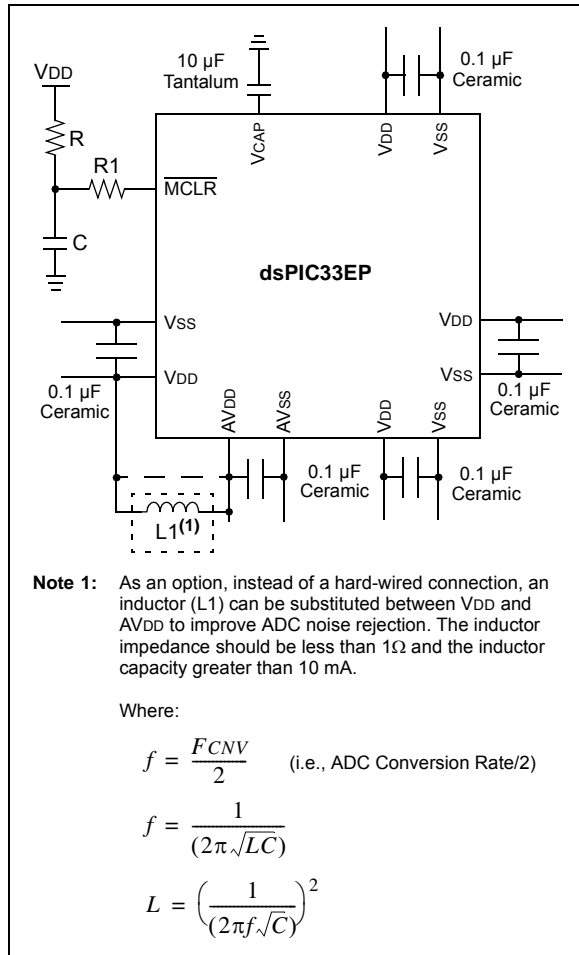 VDD
R
R1
C
10 µF
Tantalum
0.1 µF
Ceramic
VCAP
VDD
VSS
MCLR
dsPIC33EP
VSS
VDD
0.1 µF
Ceramic
VDD
VSS
0.1 µF
Ceramic
AVDD
AVSS
VDD
VSS
0.1 µF
Ceramic
0.1 µF
Ceramic
L1(1)
Note 1: As an option, instead of a hard-wired connection, an
inductor (L1) can be substituted between VDD and
AVDD to improve ADC noise rejection. The inductor
impedance should be less than 1Ω and the inductor
capacity greater than 10 mA.
Where:
f = FCNV / 2 (i.e., ADC Conversion Rate/2)
f = 1 / (2π√LC)
L = (1 / (2πf√C))²